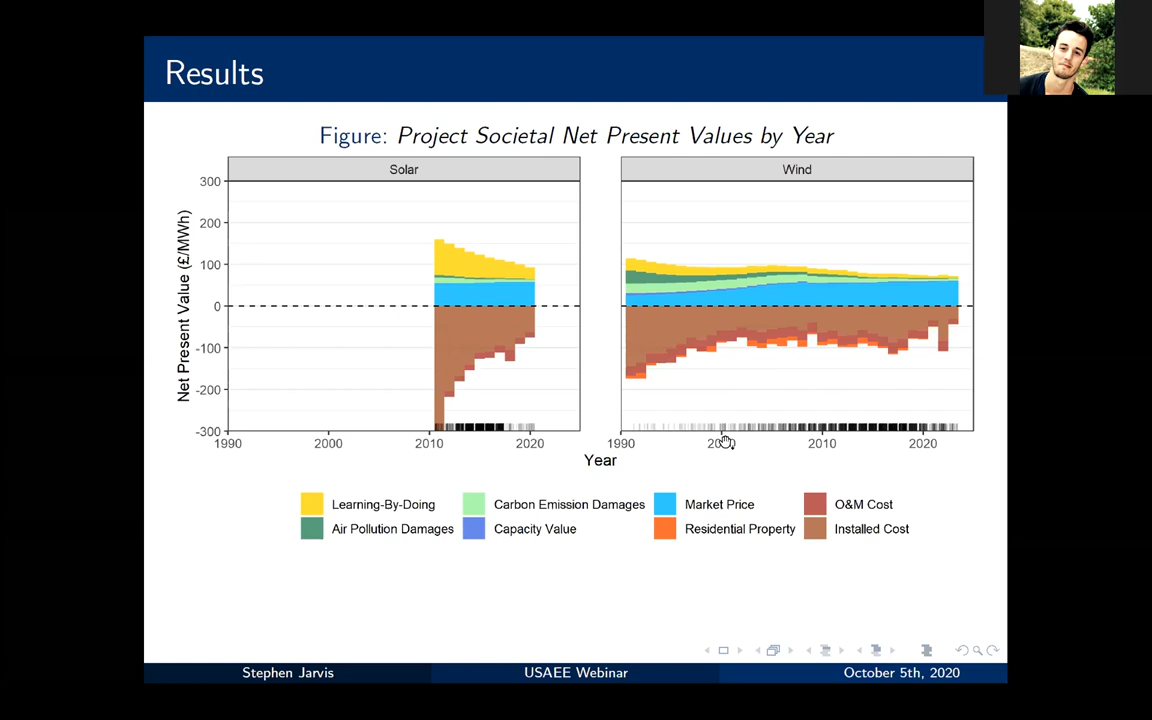 Results
Figure: Project Societal Net Present Values by Year
Solar
Wind
Net Present Value (£/MWh)
300
200
100
0
-100
-200
-300
1990
2000
2010
2020
1990
2010
2020
Year
Learning-By-Doing
Carbon Emission Damages
Market Price
O&M Cost
Air Pollution Damages
Capacity Value
Residential Property
Installed Cost
Stephen Jarvis
USAEE Webinar
October 5th, 2020